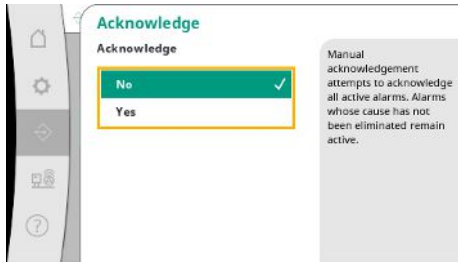 Acknowledge
Acknowledge
No
Yes
Manual
acknowledgement
attempts to acknowledge
all active alarms. Alarms
whose cause has not
been eliminated remain
active.
?